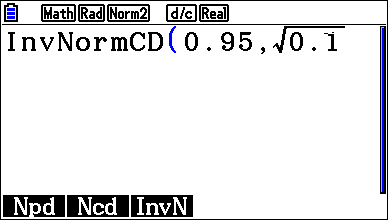 Math Rad Norm2 d/c Real
InvNormCD(0.95,√0.1
Npd Ncd InvN